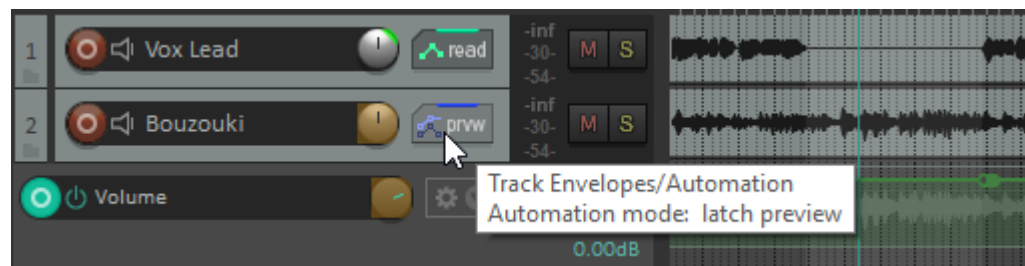 1 Vox Lead read -inf -30- -54- M S
2 Bouzouki prvw -inf -30- -54- M S
Volume
Track Envelopes/Automation
Automation mode: latch preview
0.00dB